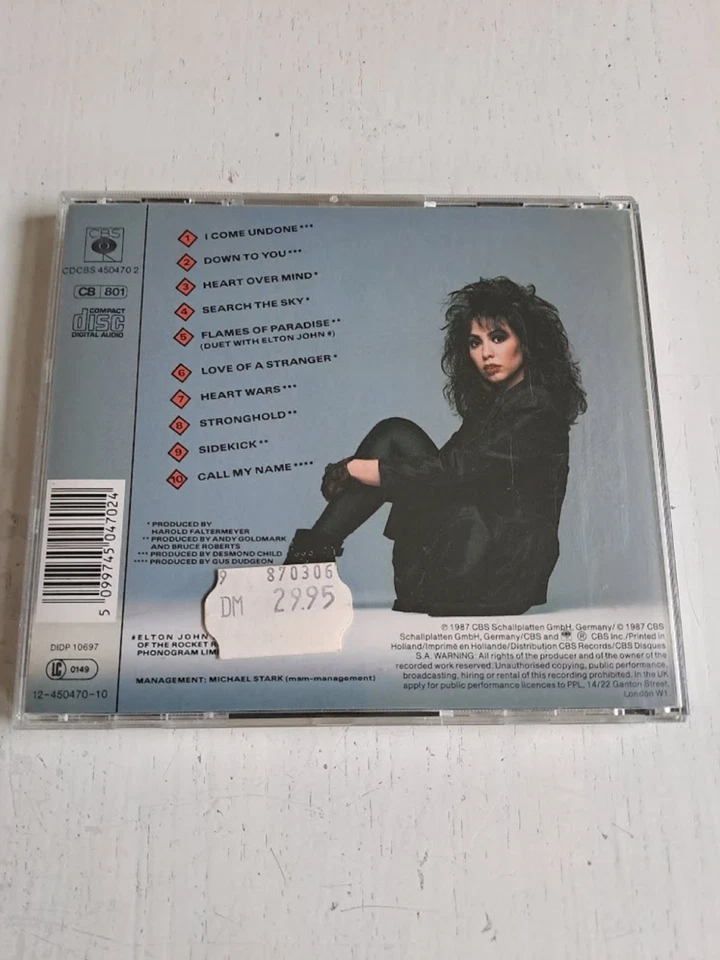 CBS
CDCBS 450470 2
CB 801
COMPACT
disc
DIGITAL AUDIO
1 I COME UNDONE***
2 DOWN TO YOU***
3 HEART OVER MIND*
4 SEARCH THE SKY*
5 FLAMES OF PARADISE**
(DUET WITH ELTON JOHN #)
6 LOVE OF A STRANGER*
7 HEART WARS***
8 STRONGHOLD**
9 SIDEKICK**
10 CALL MY NAME****
* PRODUCED BY
HAROLD FALTERMEYER
** PRODUCED BY ANDY GOLDMARK
AND BRUCE ROBERTS
*** PRODUCED BY DESMOND CHILD
**** PRODUCED BY GUS DUDGEON
9 870306
DM 29.95
5 099745 047024
DIDP 10697
LC 0149
12-450470-10
#ELTON JOHN
OF THE ROCKET
PHONOGRAM LIM
MANAGEMENT: MICHAEL STARK (mam-management)
℗ 1987 CBS Schallplatten GmbH, Germany/© 1987 CBS
Schallplatten GmbH, Germany/CBS and ® CBS Inc./Printed in
Holland/Imprimé en Hollande/Distribution CBS Records/CBS Disques
S.A. WARNING: All rights of the producer and of the owner of the
recorded work reserved. Unauthorised copying, public performance,
broadcasting, hiring or rental of this recording prohibited. In the UK
apply for public performance licences to PPL, 14/22 Ganton Street,
London W1.